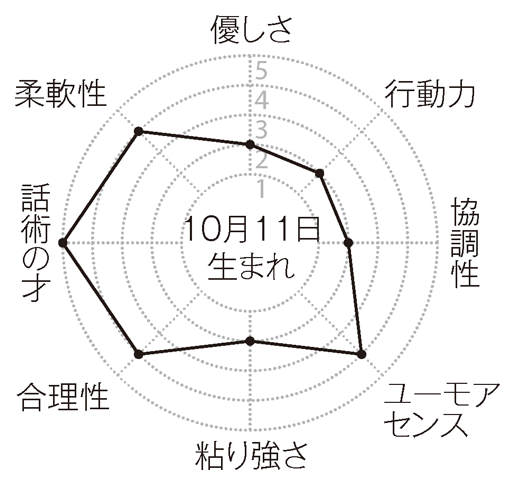 優しさ
行動力
協調性
ユーモア
センス
粘り強さ
合理性
話術の才
柔軟性
5
4
3
2
1
10月11日
生まれ